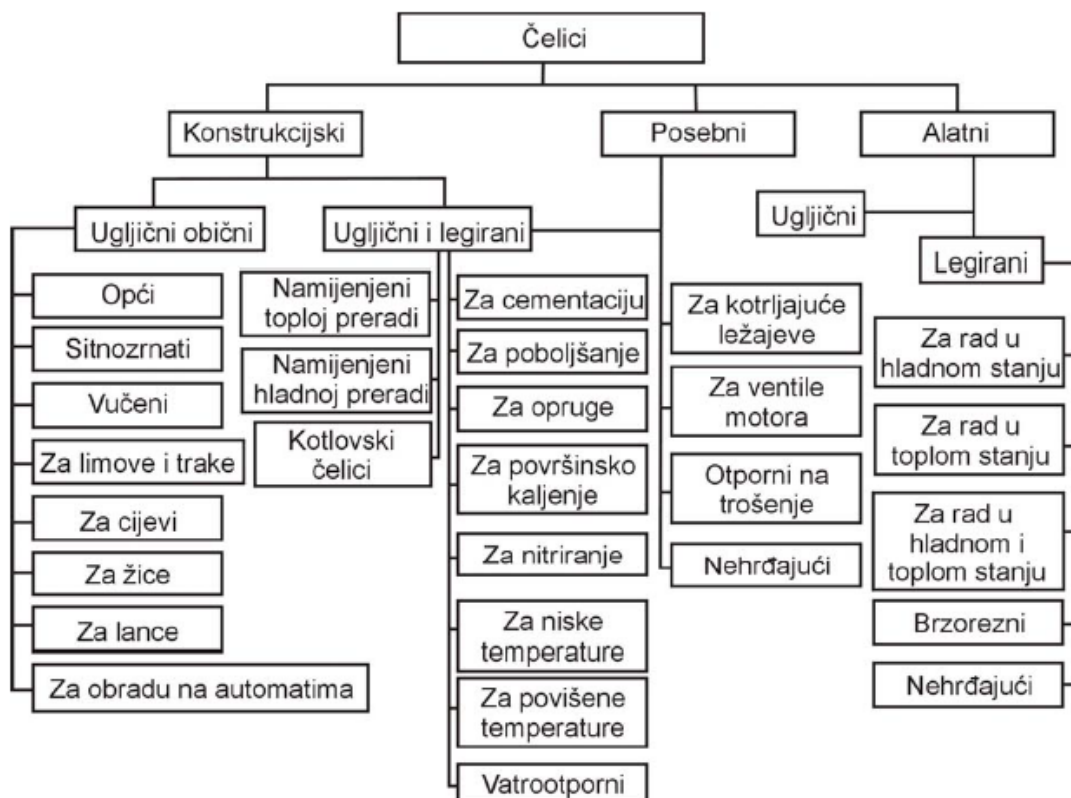 Čelici
Konstrukcijski
Posebni
Alatni
Ugljični obični
Ugljični i legirani
Ugljični
Legirani
Opći
Sitnozrnati
Vučeni
Za limove i trake
Za cijevi
Za žice
Za lance
Za obradu na automatima
Namijenjeni
toploj preradi
Namijenjeni
hladnoj preradi
Kotlovski
čelici
Za cementaciju
Za poboljšanje
Za opruge
Za površinsko
kaljenje
Za nitriranje
Za niske
temperature
Za povišene
temperature
Vatrootporni
Za kotrljajuće
ležajeve
Za ventile
motora
Otporni na
trošenje
Nehrđajući
Za rad u
hladnom stanju
Za rad u
toplom stanju
Za rad u
hladnom i
toplom stanju
Brzorezni
Nehrđajući